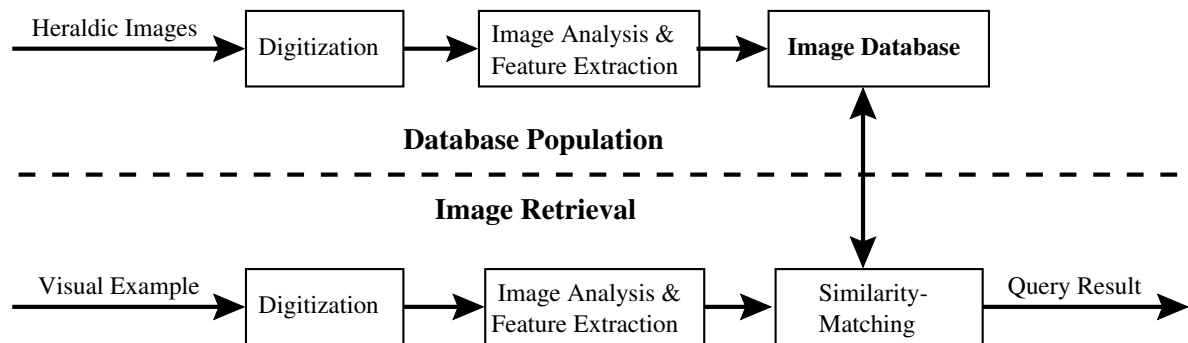 Heraldic Images
Digitization
Image Analysis &
Feature Extraction
Image Database
Database Population
Image Retrieval
Visual Example
Digitization
Image Analysis &
Feature Extraction
Similarity-
Matching
Query Result